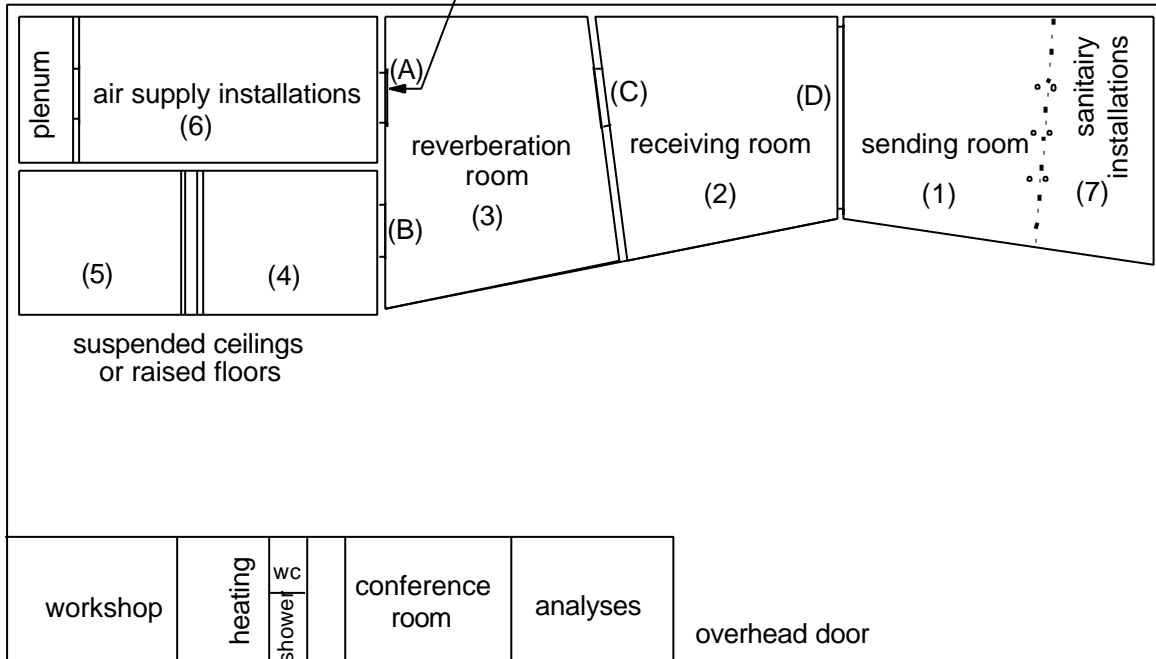 plenum
air supply installations
(6)
(A)
(B)
reverberation
room
(3)
(C)
receiving room
(2)
(D)
sending room
(1)
sanitairy
installations
(7)
(5)
(4)
suspended ceilings
or raised floors
workshop
heating
wc
shower
conference
room
analyses
overhead door